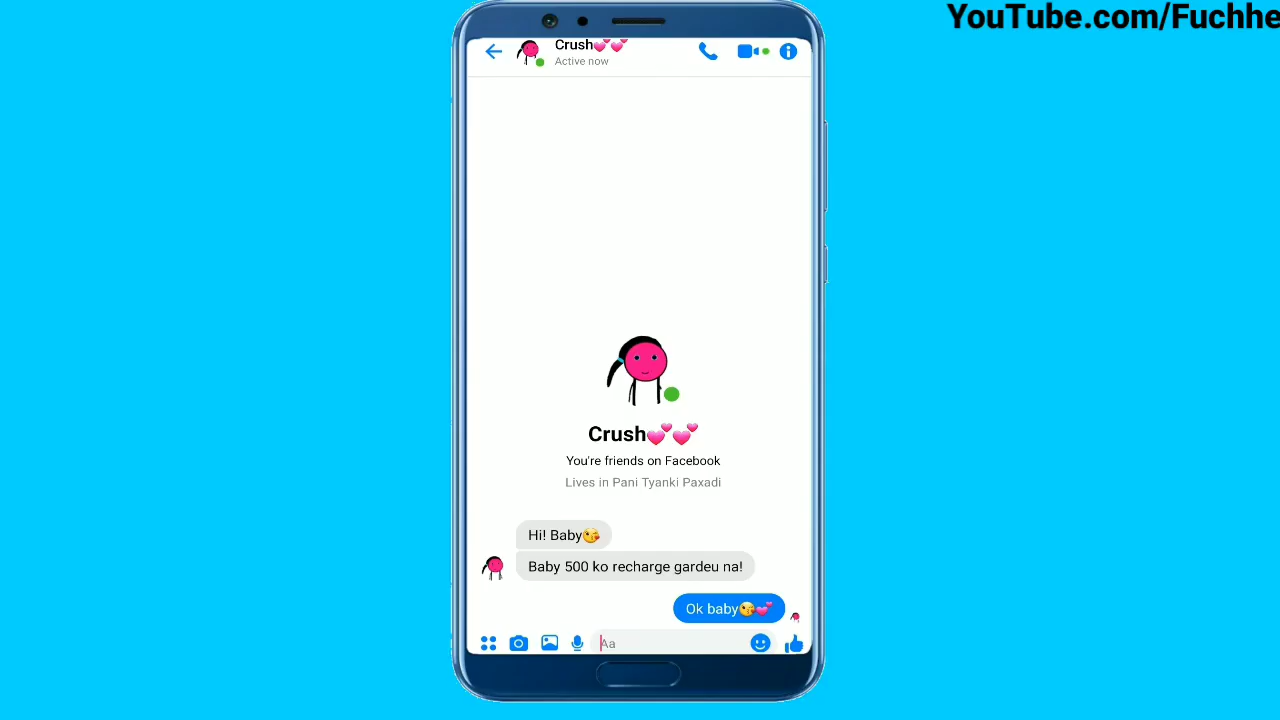 YouTube.com/Fuchhe
Crush💕💕
Active now
Crush💕💕
You're friends on Facebook
Lives in Pani Tyanki Paxadi
Hi! Baby😘
Baby 500 ko recharge gardeu na!
Ok baby😘💕
Aa